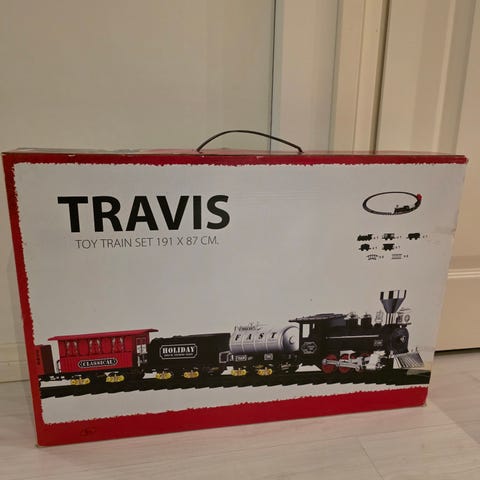 TRAVIS
TOY TRAIN SET 191 X 87 CM.
HOLIDAY
CLASSICAL